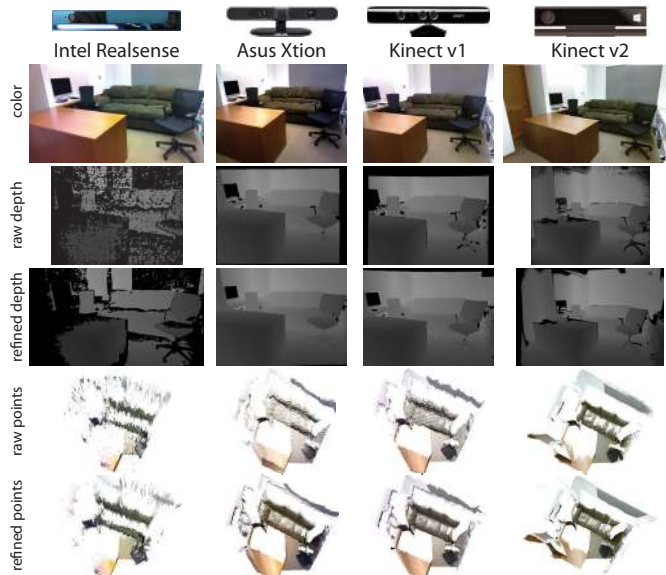 Intel Realsense
Asus Xtion
Kinect v1
Kinect v2
color
raw depth
refined depth
raw points
refined points